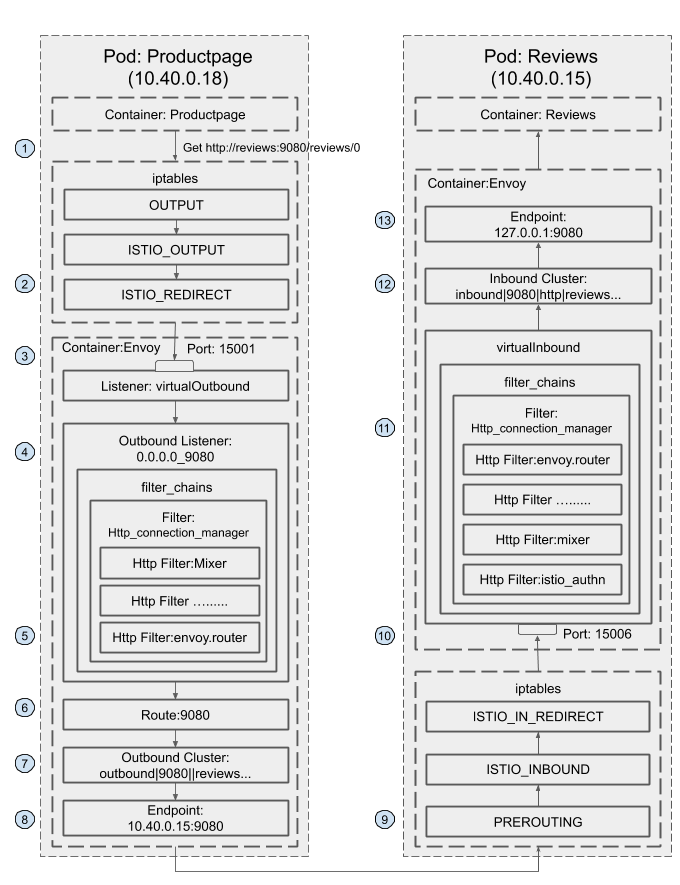 Pod: Productpage
(10.40.0.18)
Container: Productpage
1
Get http://reviews:9080/reviews/0
iptables
OUTPUT
ISTIO_OUTPUT
2
ISTIO_REDIRECT
3
Container:Envoy
Port: 15001
Listener: virtualOutbound
4
Outbound Listener:
0.0.0.0_9080
filter_chains
Filter:
Http_connection_manager
Http Filter:Mixer
Http Filter ….......
5
Http Filter:envoy.router
6
Route:9080
7
Outbound Cluster:
outbound|9080||reviews...
8
Endpoint:
10.40.0.15:9080
Pod: Reviews
(10.40.0.15)
Container: Reviews
Container:Envoy
13
Endpoint:
127.0.0.1:9080
12
Inbound Cluster:
inbound|9080|http|reviews...
virtualInbound
filter_chains
11
Filter:
Http_connection_manager
Http Filter:envoy.router
Http Filter ….......
Http Filter:mixer
Http Filter:istio_authn
10
Port: 15006
iptables
ISTIO_IN_REDIRECT
ISTIO_INBOUND
9
PREROUTING